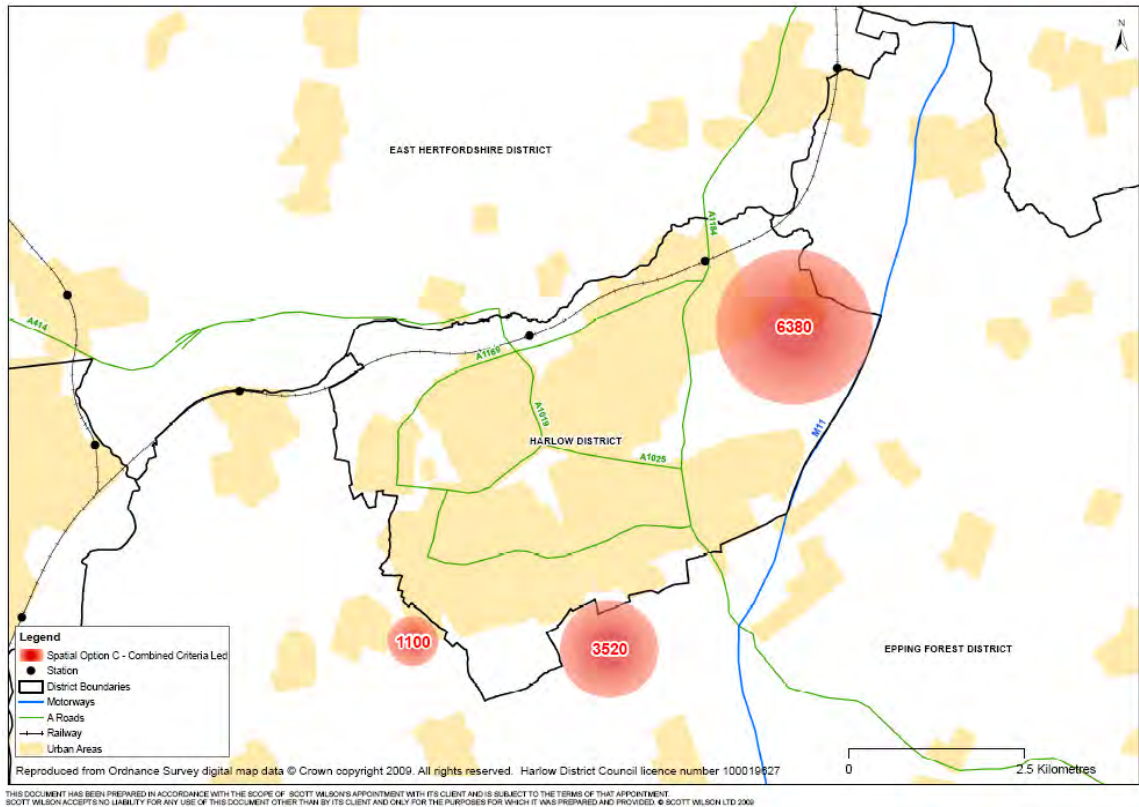 N
EAST HERTFORDSHIRE DISTRICT
A1184
A414
6380
A1169
A1019
M11
HARLOW DISTRICT
A1025
1100
3520
EPPING FOREST DISTRICT
Legend
Spatial Option C - Combined Criteria Led
Station
District Boundaries
Motorways
A Roads
Railway
Urban Areas
0 2.5 Kilometres
Reproduced from Ordnance Survey digital map data © Crown copyright 2009. All rights reserved. Harlow District Council licence number 100019627
THIS DOCUMENT HAS BEEN PREPARED IN ACCORDANCE WITH THE SCOPE OF SCOTT WILSON'S APPOINTMENT WITH ITS CLIENT AND IS SUBJECT TO THE TERMS OF THAT APPOINTMENT.
SCOTT WILSON ACCEPTS NO LIABILITY FOR ANY USE OF THIS DOCUMENT OTHER THAN BY ITS CLIENT AND ONLY FOR THE PURPOSES FOR WHICH IT WAS PREPARED AND PROVIDED. © SCOTT WILSON LTD 2009